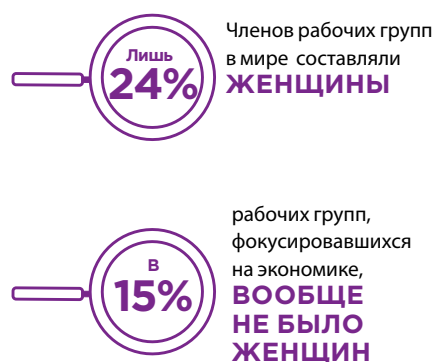 Лишь
24%
Членов рабочих групп
в мире составляли
ЖЕНЩИНЫ
В
15%
рабочих групп,
фокусировавшихся
на экономике,
ВООБЩЕ
НЕ БЫЛО
ЖЕНЩИН